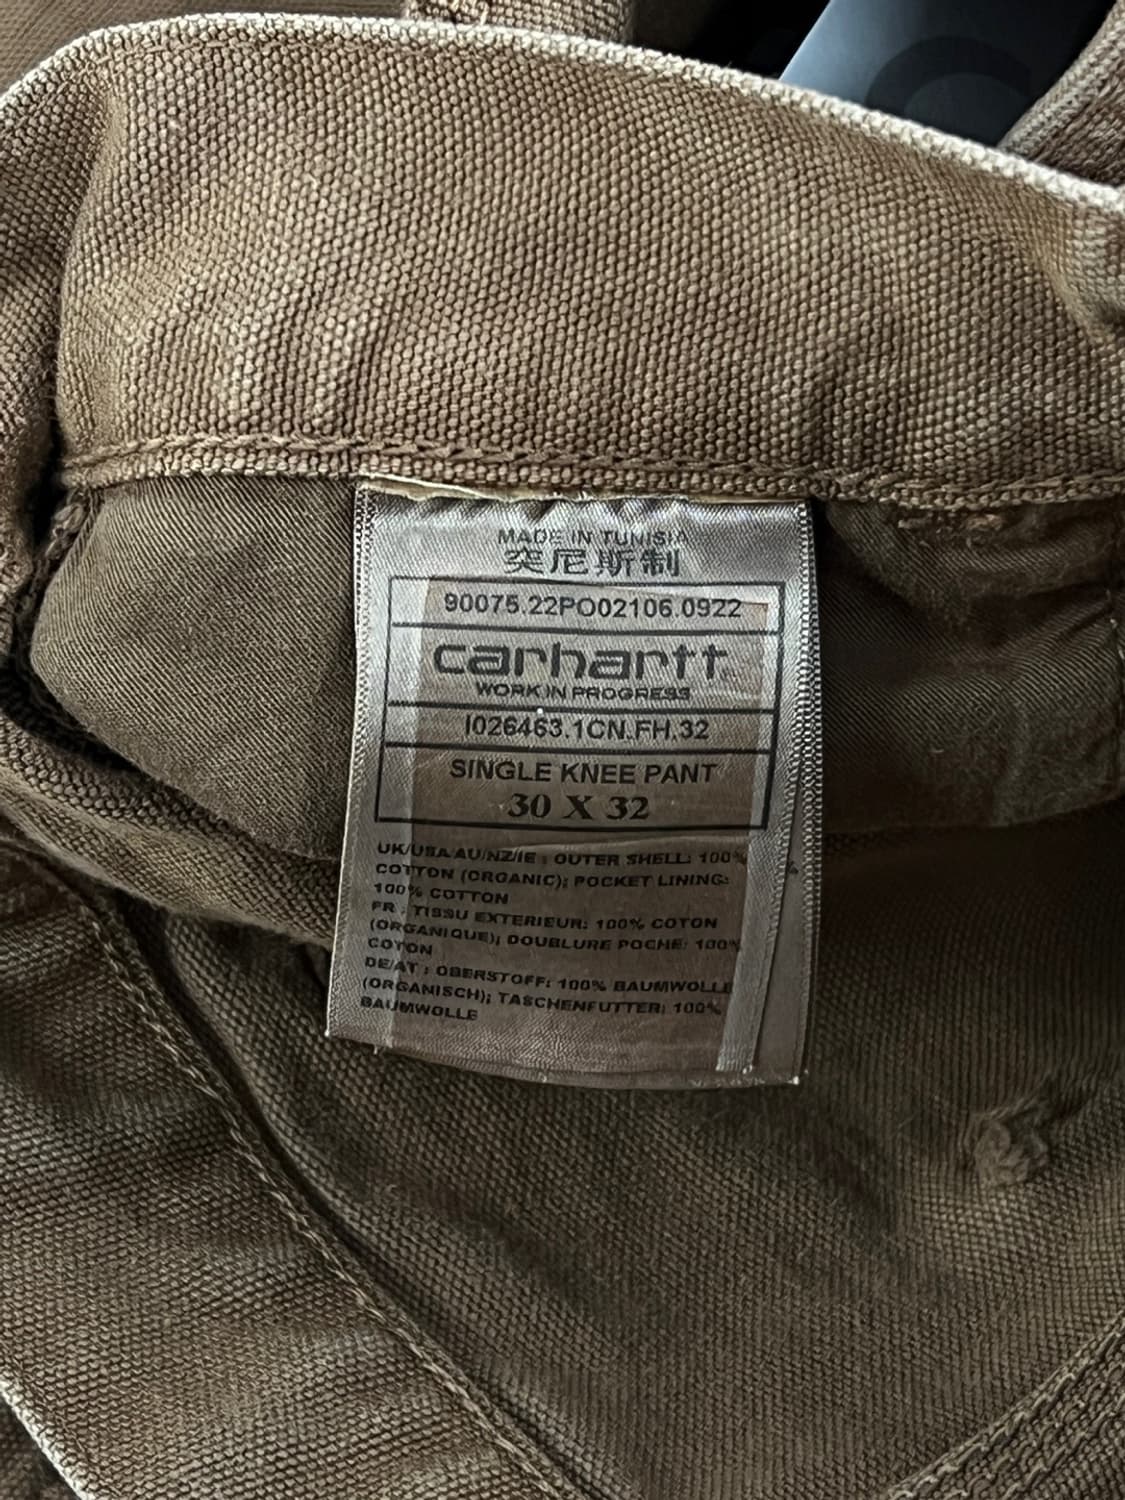 MADE IN TUNISIA
突尼斯制
90075.22PO02106.0922
carhartt
WORK IN PROGRESS
I026463.1CN.FH.32
SINGLE KNEE PANT
30 X 32
UK/USA/AU/NZ/IE : OUTER SHELL: 100%
COTTON (ORGANIC); POCKET LINING:
100% COTTON
FR : TISSU EXTERIEUR: 100% COTON
(ORGANIQUE); DOUBLURE POCHE: 100%
COTON
DE/AT : OBERSTOFF: 100% BAUMWOLLE
(ORGANISCH); TASCHENFUTTER: 100%
BAUMWOLLE